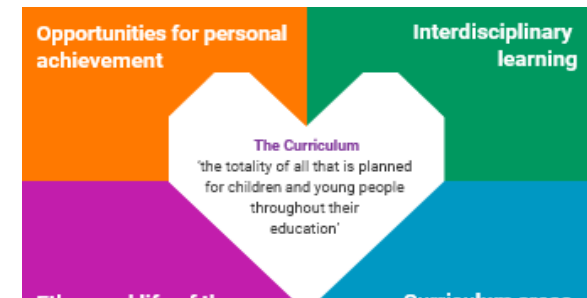 Opportunities for personal
achievement
Interdisciplinary
learning
The Curriculum
'the totality of all that is planned
for children and young people
throughout their
education'